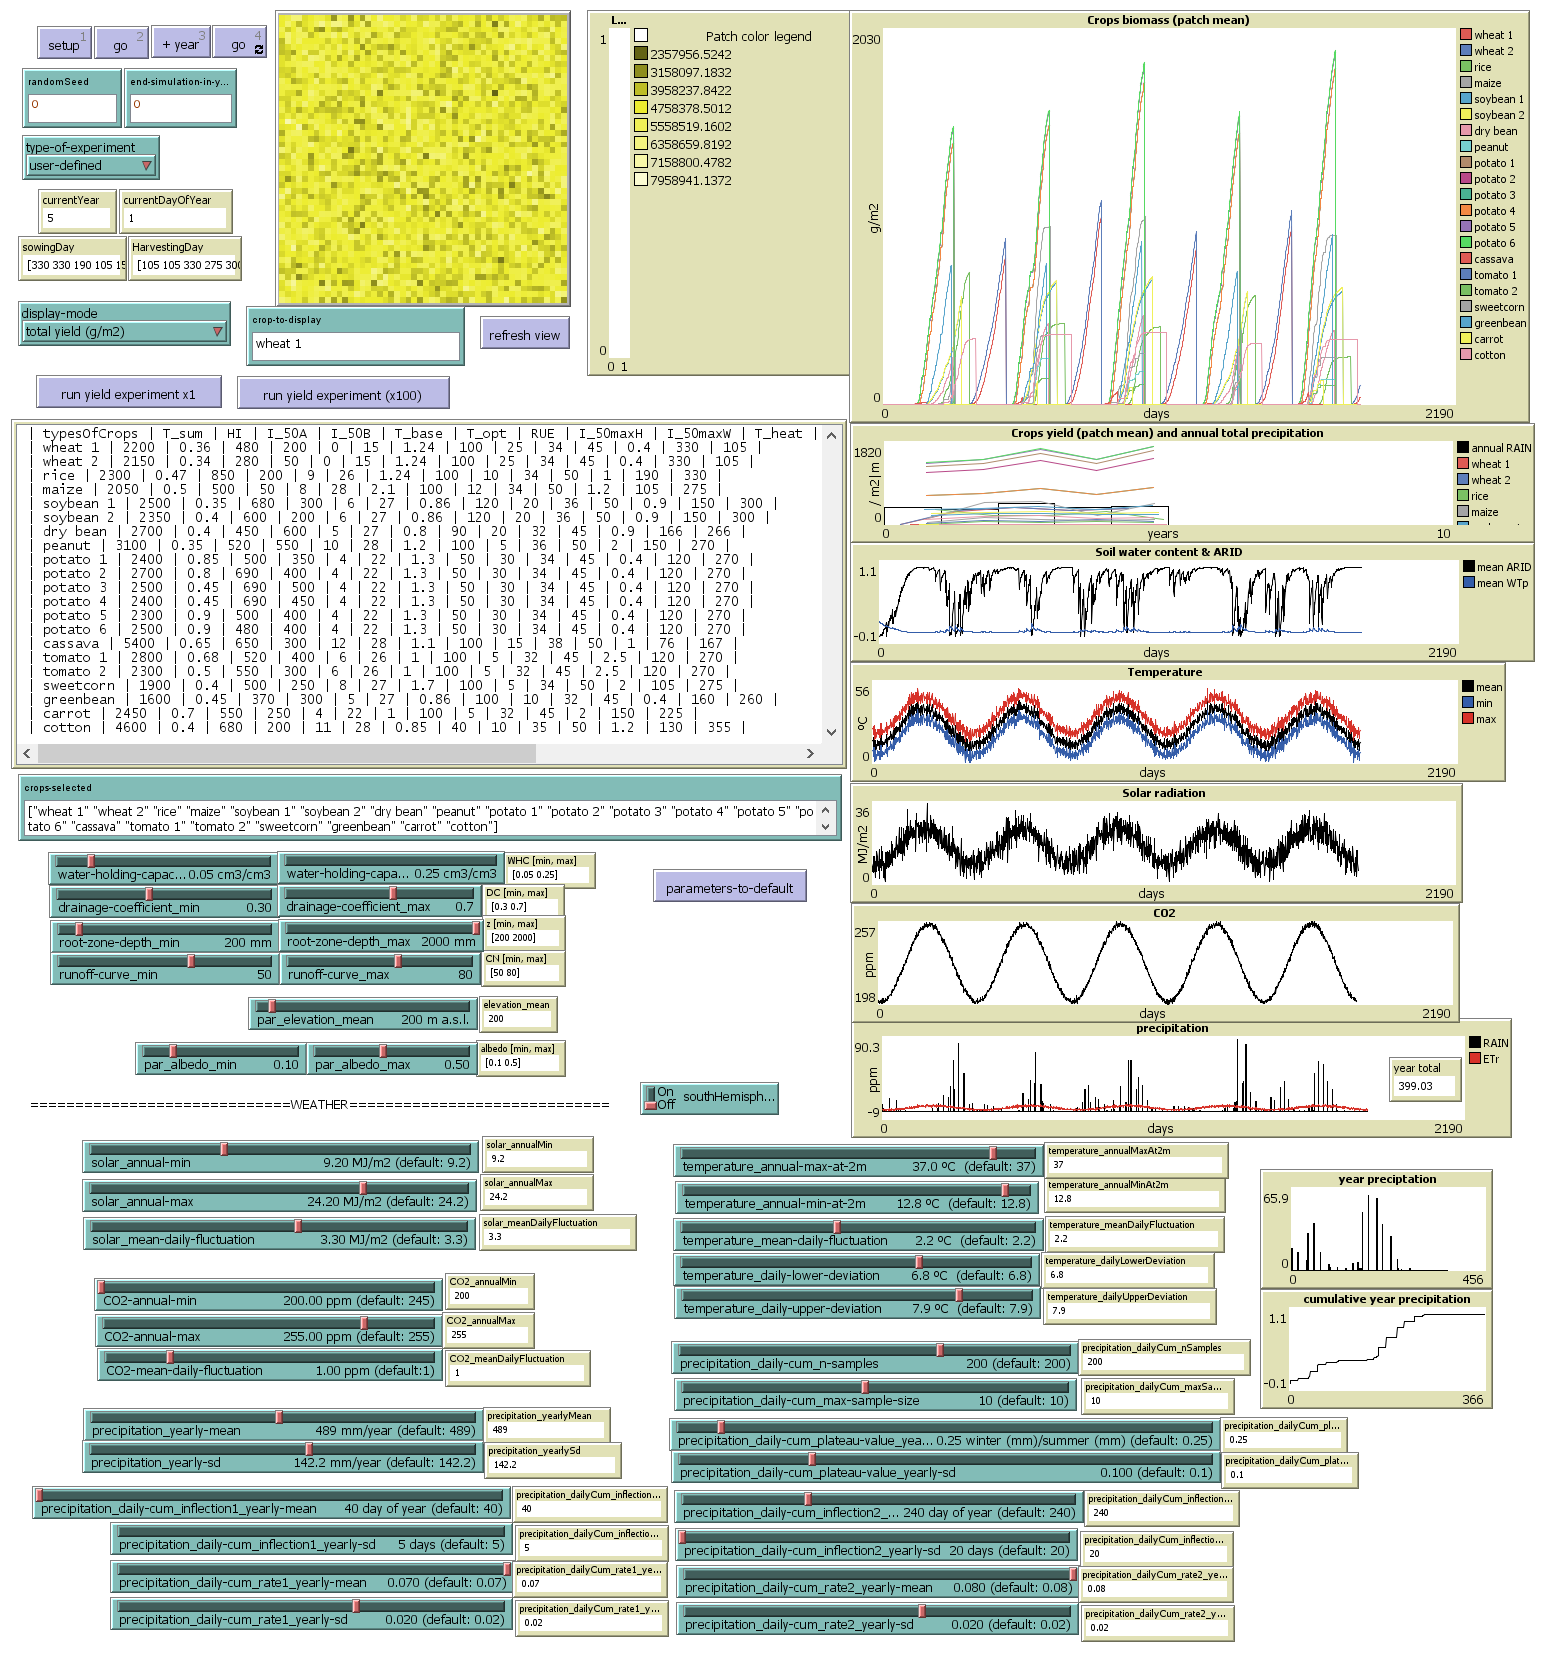 setup 1
go 2
+ year 3
go 4
randomSeed
0
end-simulation-in-y...
0
type-of-experiment
user-defined
currentYear
5
currentDayOfYear
1
sowingDay
[330 330 190 105 15
HarvestingDay
[105 105 330 275 300
display-mode
total yield (g/m2)
crop-to-display
wheat 1
refresh view
run yield experiment x1
run yield experiment (x100)
L...
1
0
0 1
Patch color legend
2357956.5242
3158097.1832
3958237.8422
4758378.5012
5558519.1602
6358659.8192
7158800.4782
7958941.1372
Crops biomass (patch mean)
2030
g/m2
0
0
days
2190
wheat 1
wheat 2
rice
maize
soybean 1
soybean 2
dry bean
peanut
potato 1
potato 2
potato 3
potato 4
potato 5
potato 6
cassava
tomato 1
tomato 2
sweetcorn
greenbean
carrot
cotton
| typesOfCrops | T_sum | HI | I_50A | I_50B | T_base | T_opt | RUE | I_50maxH | I_50maxW | T_heat |
| wheat 1 | 2200 | 0.36 | 480 | 200 | 0 | 15 | 1.24 | 100 | 25 | 34 | 45 | 0.4 | 330 | 105 |
| wheat 2 | 2150 | 0.34 | 280 | 50 | 0 | 15 | 1.24 | 100 | 25 | 34 | 45 | 0.4 | 330 | 105 |
| rice | 2300 | 0.47 | 850 | 200 | 9 | 26 | 1.24 | 100 | 10 | 34 | 50 | 1 | 190 | 330 |
| maize | 2050 | 0.5 | 500 | 50 | 8 | 28 | 2.1 | 100 | 12 | 34 | 50 | 1.2 | 105 | 275 |
| soybean 1 | 2500 | 0.35 | 680 | 300 | 6 | 27 | 0.86 | 120 | 20 | 36 | 50 | 0.9 | 150 | 300 |
| soybean 2 | 2350 | 0.4 | 600 | 200 | 6 | 27 | 0.86 | 120 | 20 | 36 | 50 | 0.9 | 150 | 300 |
| dry bean | 2700 | 0.4 | 450 | 600 | 5 | 27 | 0.8 | 90 | 20 | 32 | 45 | 0.9 | 166 | 266 |
| peanut | 3100 | 0.35 | 520 | 550 | 10 | 28 | 1.2 | 100 | 5 | 36 | 50 | 2 | 150 | 270 |
| potato 1 | 2400 | 0.85 | 500 | 350 | 4 | 22 | 1.3 | 50 | 30 | 34 | 45 | 0.4 | 120 | 270 |
| potato 2 | 2700 | 0.8 | 690 | 400 | 4 | 22 | 1.3 | 50 | 30 | 34 | 45 | 0.4 | 120 | 270 |
| potato 3 | 2500 | 0.45 | 690 | 500 | 4 | 22 | 1.3 | 50 | 30 | 34 | 45 | 0.4 | 120 | 270 |
| potato 4 | 2400 | 0.45 | 690 | 450 | 4 | 22 | 1.3 | 50 | 30 | 34 | 45 | 0.4 | 120 | 270 |
| potato 5 | 2300 | 0.9 | 500 | 400 | 4 | 22 | 1.3 | 50 | 30 | 34 | 45 | 0.4 | 120 | 270 |
| potato 6 | 2500 | 0.9 | 480 | 400 | 4 | 22 | 1.3 | 50 | 30 | 34 | 45 | 0.4 | 120 | 270 |
| cassava | 5400 | 0.65 | 650 | 300 | 12 | 28 | 1.1 | 100 | 15 | 38 | 50 | 1 | 76 | 167 |
| tomato 1 | 2800 | 0.68 | 520 | 400 | 6 | 26 | 1 | 100 | 5 | 32 | 45 | 2.5 | 120 | 270 |
| tomato 2 | 2300 | 0.5 | 550 | 300 | 6 | 26 | 1 | 100 | 5 | 32 | 45 | 2.5 | 120 | 270 |
| sweetcorn | 1900 | 0.4 | 500 | 250 | 8 | 27 | 1.7 | 100 | 5 | 34 | 50 | 2 | 105 | 275 |
| greenbean | 1600 | 0.45 | 370 | 300 | 5 | 27 | 0.86 | 100 | 10 | 32 | 45 | 0.4 | 160 | 260 |
| carrot | 2450 | 0.7 | 550 | 250 | 4 | 22 | 1 | 100 | 5 | 32 | 45 | 2 | 150 | 225 |
| cotton | 4600 | 0.4 | 680 | 200 | 11 | 28 | 0.85 | 40 | 10 | 35 | 50 | 1.2 | 130 | 355 |
Crops yield (patch mean) and annual total precipitation
1820
/ m2| m
0
0
years
10
annual RAIN
wheat 1
wheat 2
rice
maize
Soil water content & ARID
1.1
-0.1
0
days
2190
mean ARID
mean WTp
Temperature
56
ºC
0
0
days
2190
mean
min
max
Solar radiation
36
MJ/m2
0
0
days
2190
CO2
257
ppm
198
0
days
2190
precipitation
90.3
ppm
-9
0
days
2190
RAIN
ETr
year total
399.03
crops-selected
["wheat 1" "wheat 2" "rice" "maize" "soybean 1" "soybean 2" "dry bean" "peanut" "potato 1" "potato 2" "potato 3" "potato 4" "potato 5" "po
tato 6" "cassava" "tomato 1" "tomato 2" "sweetcorn" "greenbean" "carrot" "cotton"]
water-holding-capac... 0.05 cm3/cm3
water-holding-capa... 0.25 cm3/cm3
WHC [min, max]
[0.05 0.25]
drainage-coefficient_min 0.30
drainage-coefficient_max 0.7
DC [min, max]
[0.3 0.7]
root-zone-depth_min 200 mm
root-zone-depth_max 2000 mm
z [min, max]
[200 2000]
runoff-curve_min 50
runoff-curve_max 80
CN [min, max]
[50 80]
parameters-to-default
par_elevation_mean 200 m a.s.l.
elevation_mean
200
par_albedo_min 0.10
par_albedo_max 0.50
albedo [min, max]
[0.1 0.5]
=============================WEATHER=============================
On
Off
southHemisph...
solar_annual-min 9.20 MJ/m2 (default: 9.2)
solar_annualMin
9.2
solar_annual-max 24.20 MJ/m2 (default: 24.2)
solar_annualMax
24.2
solar_mean-daily-fluctuation 3.30 MJ/m2 (default: 3.3)
solar_meanDailyFluctuation
3.3
CO2-annual-min 200.00 ppm (default: 245)
CO2_annualMin
200
CO2-annual-max 255.00 ppm (default: 255)
CO2_annualMax
255
CO2-mean-daily-fluctuation 1.00 ppm (default:1)
CO2_meanDailyFluctuation
1
precipitation_yearly-mean 489 mm/year (default: 489)
precipitation_yearlyMean
489
precipitation_yearly-sd 142.2 mm/year (default: 142.2)
precipitation_yearlySd
142.2
precipitation_daily-cum_inflection1_yearly-mean 40 day of year (default: 40)
precipitation_dailyCum_inflection...
40
precipitation_daily-cum_inflection1_yearly-sd 5 days (default: 5)
precipitation_dailyCum_inflectio...
5
precipitation_daily-cum_rate1_yearly-mean 0.070 (default: 0.07)
precipitation_dailyCum_rate1_ye...
0.07
precipitation_daily-cum_rate1_yearly-sd 0.020 (default: 0.02)
precipitation_dailyCum_rate1_y...
0.02
temperature_annual-max-at-2m 37.0 ºC (default: 37)
temperature_annualMaxAt2m
37
temperature_annual-min-at-2m 12.8 ºC (default: 12.8)
temperature_annualMinAt2m
12.8
temperature_mean-daily-fluctuation 2.2 ºC (default: 2.2)
temperature_meanDailyFluctuation
2.2
temperature_daily-lower-deviation 6.8 ºC (default: 6.8)
temperature_dailyLowerDeviation
6.8
temperature_daily-upper-deviation 7.9 ºC (default: 7.9)
temperature_dailyUpperDeviation
7.9
precipitation_daily-cum_n-samples 200 (default: 200)
precipitation_dailyCum_nSamples
200
precipitation_daily-cum_max-sample-size 10 (default: 10)
precipitation_dailyCum_maxSa...
10
precipitation_daily-cum_plateau-value_yea... 0.25 winter (mm)/summer (mm) (default: 0.25)
precipitation_dailyCum_pl...
0.25
precipitation_daily-cum_plateau-value_yearly-sd 0.100 (default: 0.1)
precipitation_dailyCum_plat...
0.1
precipitation_daily-cum_inflection2_... 240 day of year (default: 240)
precipitation_dailyCum_inflection...
240
precipitation_daily-cum_inflection2_yearly-sd 20 days (default: 20)
precipitation_dailyCum_inflectio...
20
precipitation_daily-cum_rate2_yearly-mean 0.080 (default: 0.08)
precipitation_dailyCum_rate2_ye...
0.08
precipitation_daily-cum_rate2_yearly-sd 0.020 (default: 0.02)
precipitation_dailyCum_rate2_y...
0.02
year preciptation
65.9
0
0
456
cumulative year precipitation
1.1
-0.1
0
366